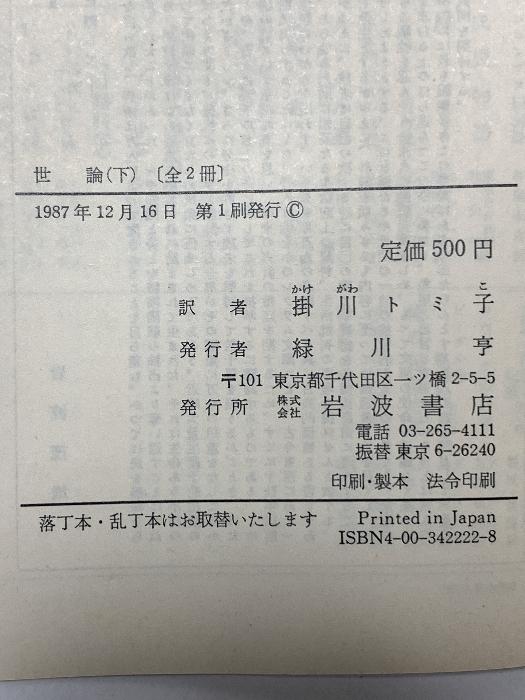 世論(下)〔全2冊〕
1987年12月16日 第1刷発行©
定価500円
かけ がわ こ
訳者 掛川トミ子
発行者 緑川亨
〒101 東京都千代田区一ツ橋2-5-5
発行所 株式会社 岩波書店
電話 03-265-4111
振替 東京6-26240
印刷・製本 法令印刷
落丁本・乱丁本はお取替いたします Printed in Japan
ISBN4-00-342222-8